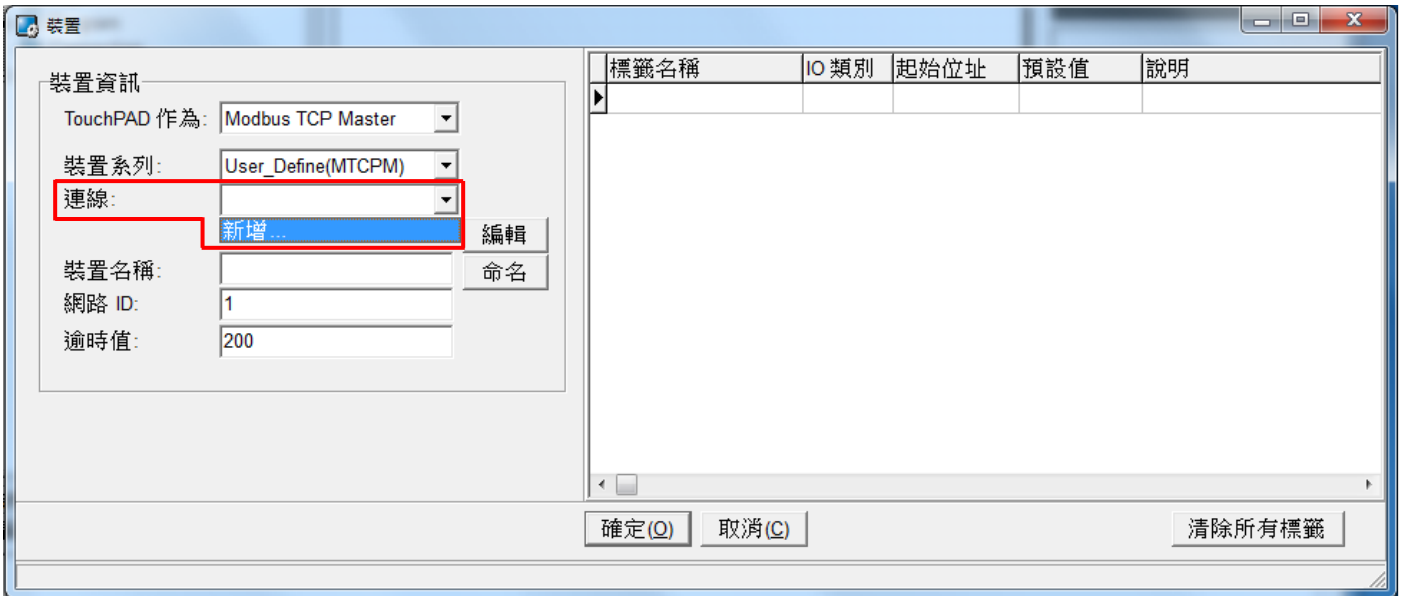 裝置
裝置資訊
TouchPAD 作為: Modbus TCP Master
裝置系列: User_Define(MTCPM)
連線:
新增...
編輯
裝置名稱:
命名
網路 ID: 1
逾時值: 200
標籤名稱 IO 類別 起始位址 預設值 說明
確定(O) 取消(C) 清除所有標籤